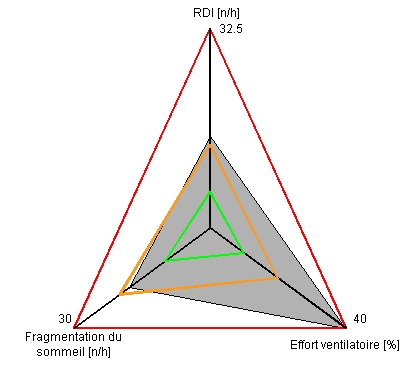 RDI [n/h]
32.5
30
40
Fragmentation du
sommeil [n/h]
Effort ventilatoire [%]